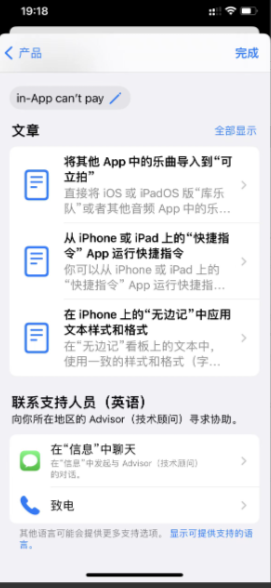 19:18
产品
完成
in-App can't pay
文章
全部显示
将其他 App 中的乐曲导入到“可
立拍”
直接将 iOS 或 iPadOS 版“库乐
队”或者其他音频 App 中的乐...
从 iPhone 或 iPad 上的“快捷指
令” App 运行快捷指令
你可以从 iPhone 或 iPad 上的
“快捷指令” App 运行快捷指...
在 iPhone 上的“无边记”中应用
文本样式和格式
在“无边记”看板上的文本中，
使用一致的样式和格式（字...
联系支持人员（英语）
向你所在地区的 Advisor（技术顾问）寻求协助。
在“信息”中聊天
在“信息”中发起与 Advisor（技术顾问）
的对话。
致电
其他语言可能会提供更多支持选项。 显示可提供支持的语
言。